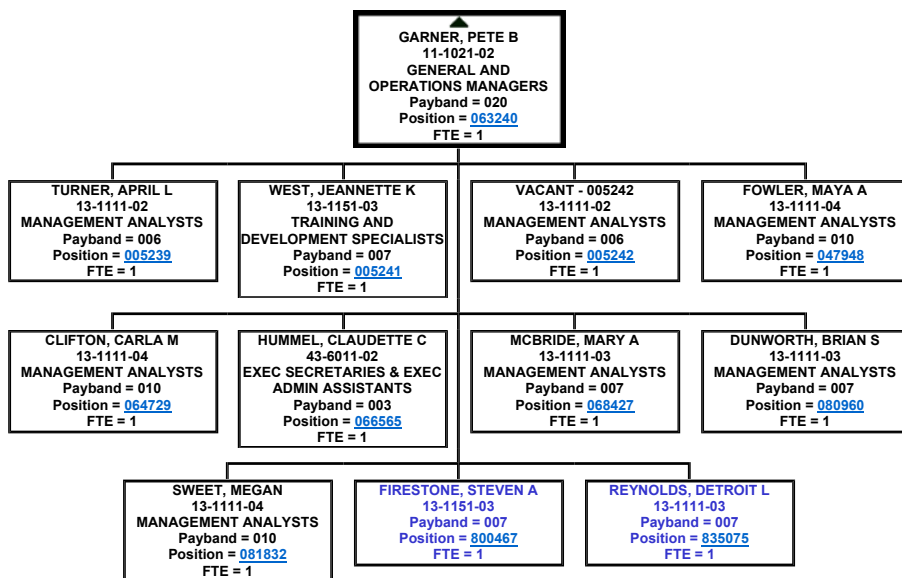 GARNER, PETE B
11-1021-02
GENERAL AND
OPERATIONS MANAGERS
Payband = 020
Position = 063240
FTE = 1
TURNER, APRIL L
13-1111-02
MANAGEMENT ANALYSTS
Payband = 006
Position = 005239
FTE = 1
WEST, JEANNETTE K
13-1151-03
TRAINING AND
DEVELOPMENT SPECIALISTS
Payband = 007
Position = 005241
FTE = 1
VACANT - 005242
13-1111-02
MANAGEMENT ANALYSTS
Payband = 006
Position = 005242
FTE = 1
FOWLER, MAYA A
13-1111-04
MANAGEMENT ANALYSTS
Payband = 010
Position = 047948
FTE = 1
CLIFTON, CARLA M
13-1111-04
MANAGEMENT ANALYSTS
Payband = 010
Position = 064729
FTE = 1
HUMMEL, CLAUDETTE C
43-6011-02
EXEC SECRETARIES & EXEC
ADMIN ASSISTANTS
Payband = 003
Position = 066565
FTE = 1
MCBRIDE, MARY A
13-1111-03
MANAGEMENT ANALYSTS
Payband = 007
Position = 068427
FTE = 1
DUNWORTH, BRIAN S
13-1111-03
MANAGEMENT ANALYSTS
Payband = 007
Position = 080960
FTE = 1
SWEET, MEGAN
13-1111-04
MANAGEMENT ANALYSTS
Payband = 010
Position = 081832
FTE = 1
FIRESTONE, STEVEN A
13-1151-03
Payband = 007
Position = 800467
FTE = 1
REYNOLDS, DETROIT L
13-1111-03
Payband = 007
Position = 835075
FTE = 1